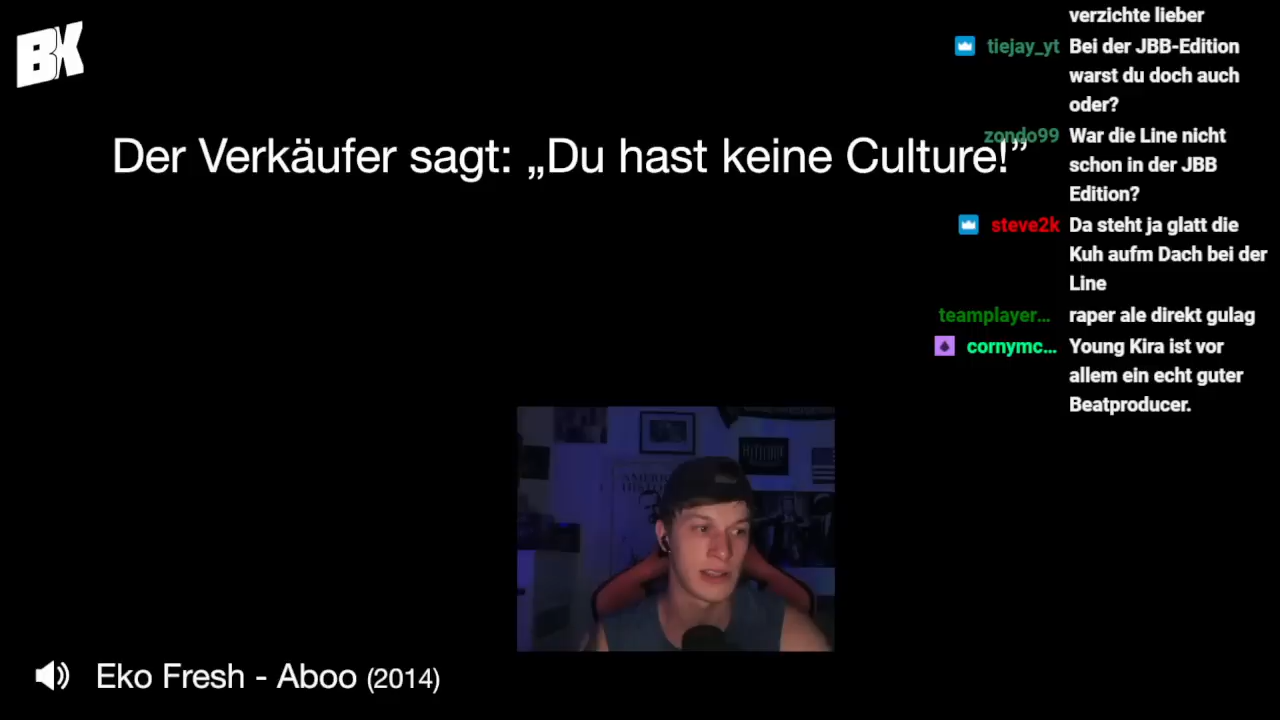 BK
verzichte lieber
tiejay_yt Bei der JBB-Edition
warst du doch auch
oder?
Der Verkäufer sagt: „Du hast keine Culture!”
zondo99 War die Line nicht
schon in der JBB
Edition?
steve2k Da steht ja glatt die
Kuh aufm Dach bei der
Line
teamplayer… raper ale direkt gulag
cornymc… Young Kira ist vor
allem ein echt guter
Beatproducer.
AMERICAN
HISTORY
Eko Fresh - Aboo (2014)